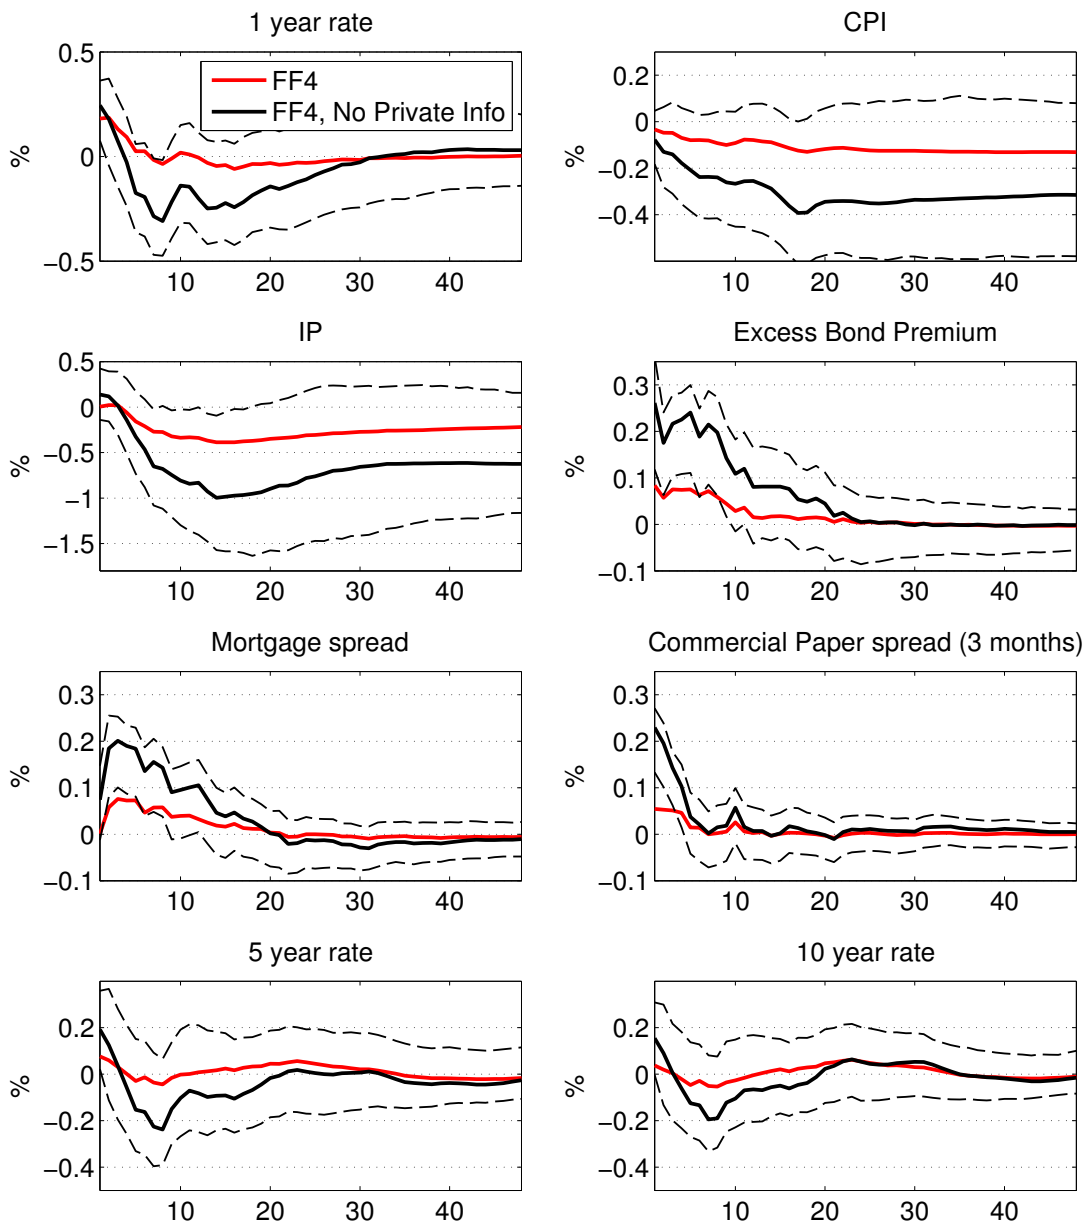 1 year rate
0.5
0
−0.5
%
FF4
FF4, No Private Info
10 20 30 40
CPI
0.2
0
−0.2
−0.4
%
10 20 30 40
IP
0.5
0
−0.5
−1
−1.5
%
10 20 30 40
Excess Bond Premium
0.3
0.2
0.1
0
−0.1
%
10 20 30 40
Mortgage spread
0.3
0.2
0.1
0
−0.1
%
10 20 30 40
Commercial Paper spread (3 months)
0.3
0.2
0.1
0
−0.1
%
10 20 30 40
5 year rate
0.2
0
−0.2
−0.4
%
10 20 30 40
10 year rate
0.2
0
−0.2
−0.4
%
10 20 30 40